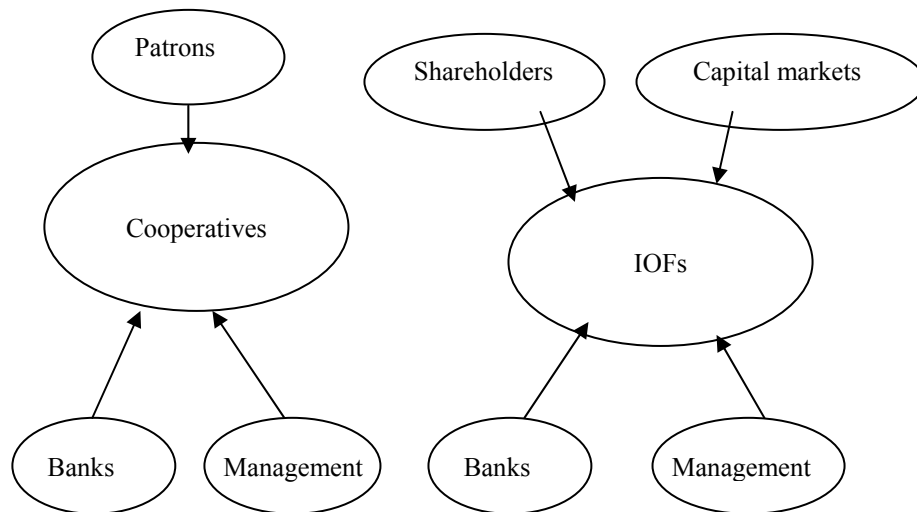 Patrons
Shareholders
Capital markets
Cooperatives
IOFs
Banks
Management
Banks
Management